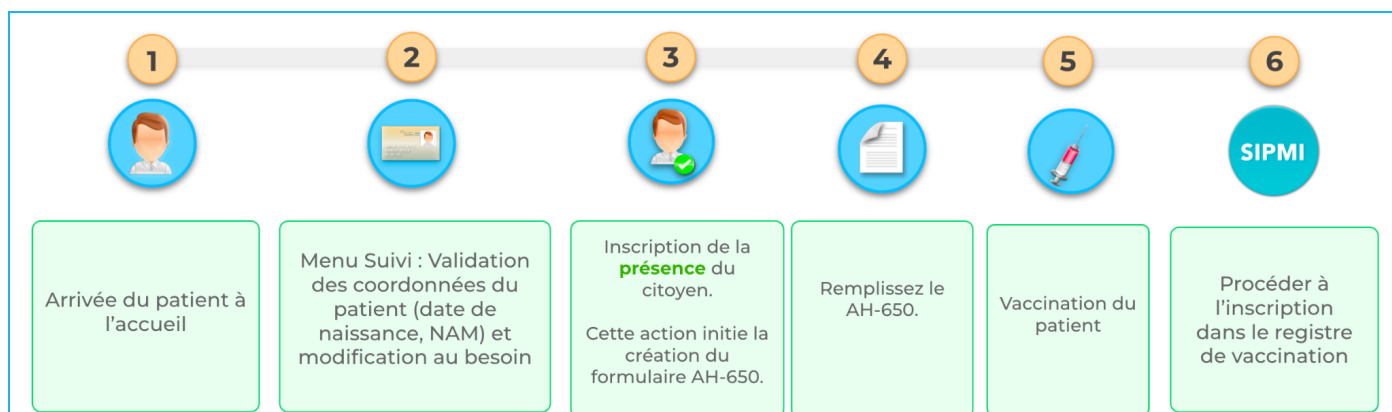 1
2
3
4
5
6
SIPMI
Arrivée du patient à
l'accueil
Menu Suivi : Validation
des coordonnées du
patient (date de
naissance, NAM) et
modification au besoin
Inscription de la
présence du
citoyen.
Cette action initie la
création du
formulaire AH-650.
Remplissez le
AH-650.
Vaccination du
patient
Procéder à
l'inscription
dans le registre
de vaccination